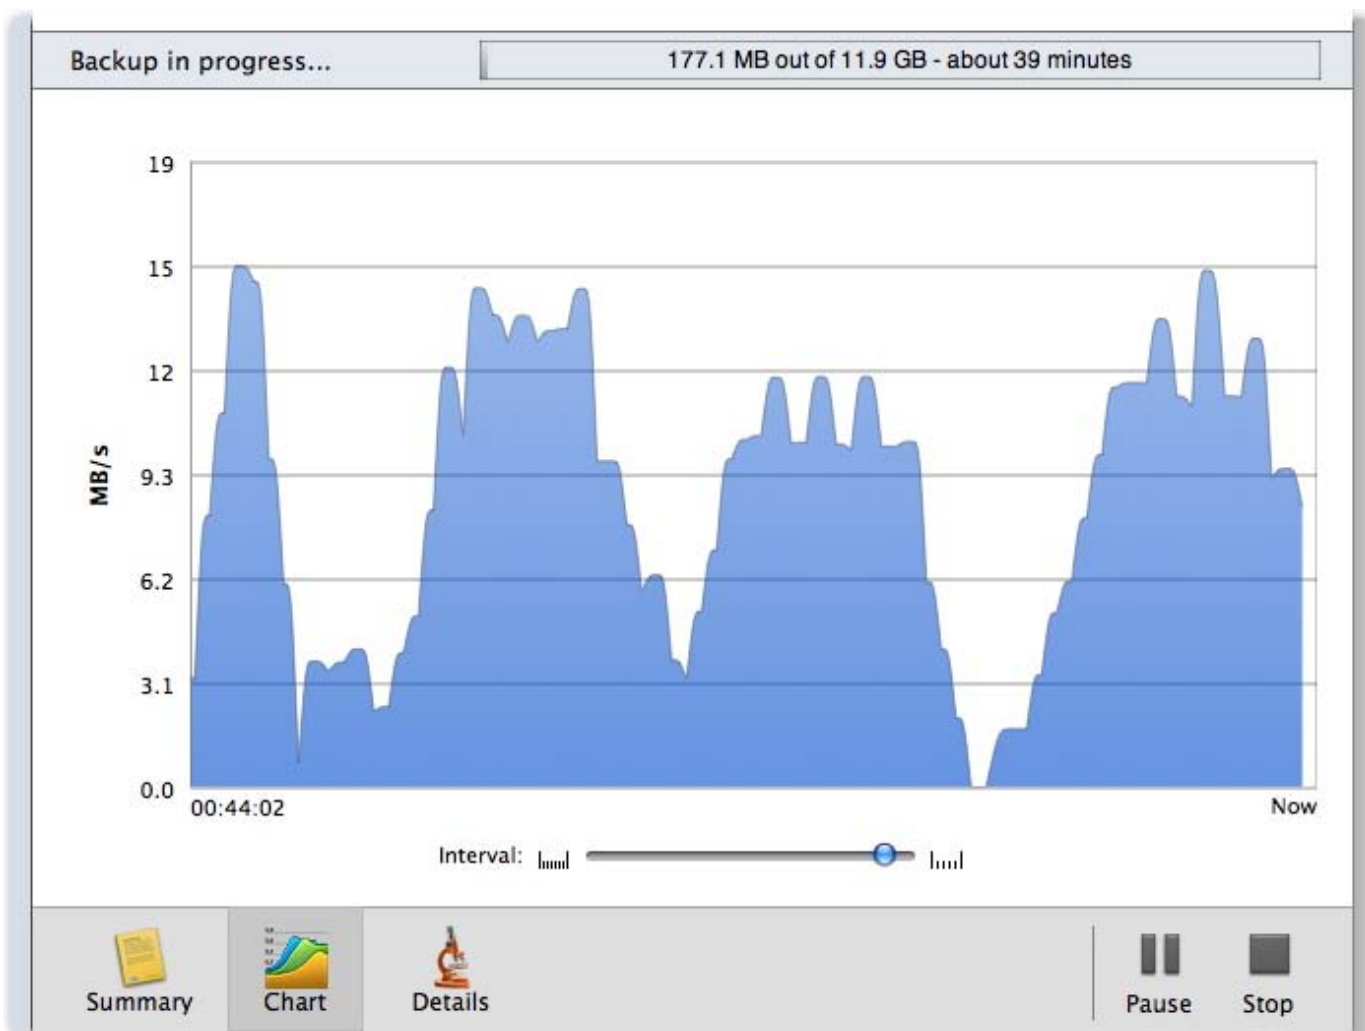 Backup in progress...
177.1 MB out of 11.9 GB - about 39 minutes
19
15
12
9.3
6.2
3.1
0.0
MB/s
00:44:02
Now
Interval:
Summary
Chart
Details
Pause
Stop